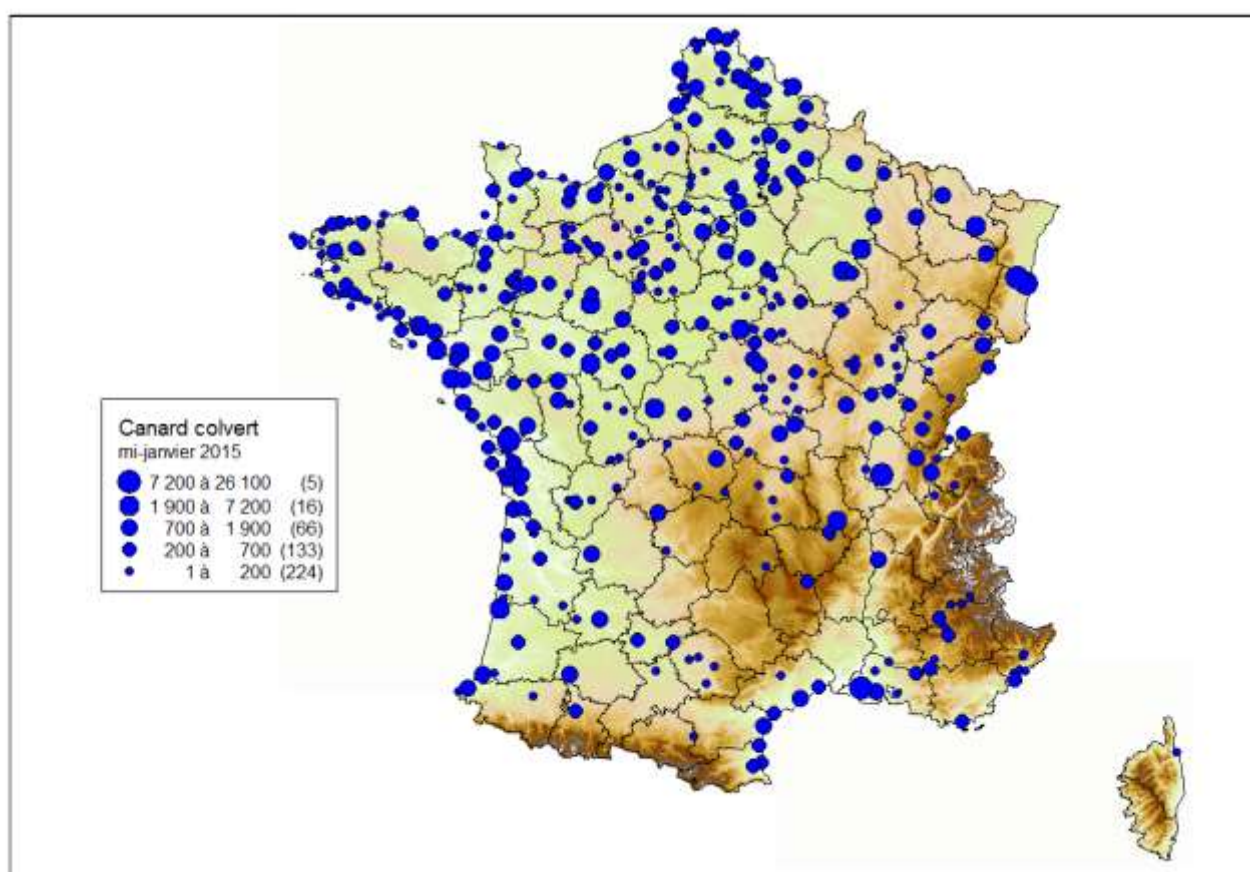 Canard colvert
mi-janvier 2015
7 200 à 26 100 (5)
1 900 à 7 200 (16)
700 à 1 900 (66)
200 à 700 (133)
1 à 200 (224)